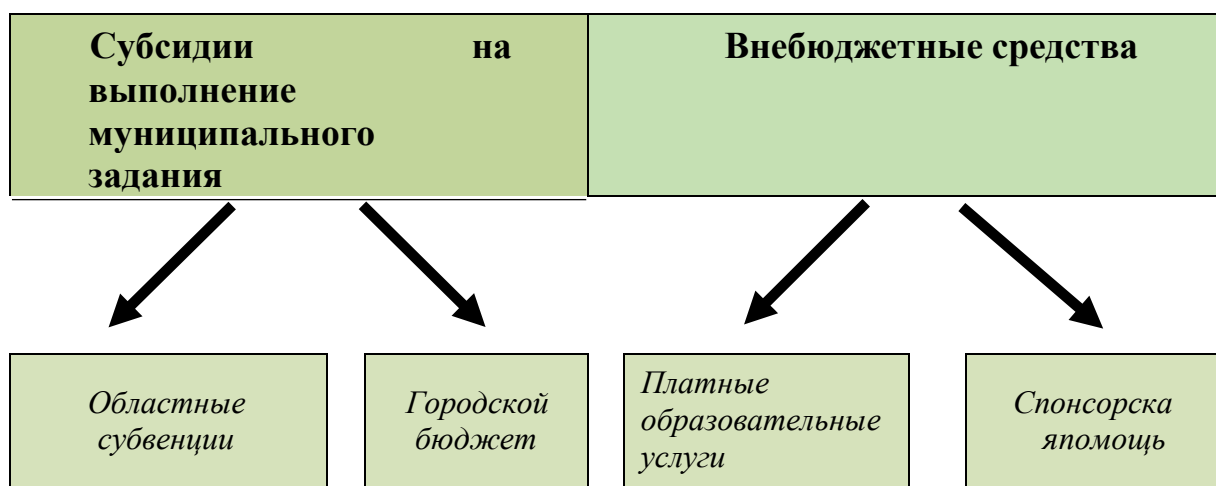 Субсидии на
выполнение
муниципального
задания
Внебюджетные средства
Областные
субвенции
Городской
бюджет
Платные
образовательные
услуги
Спонсорска
япомощь